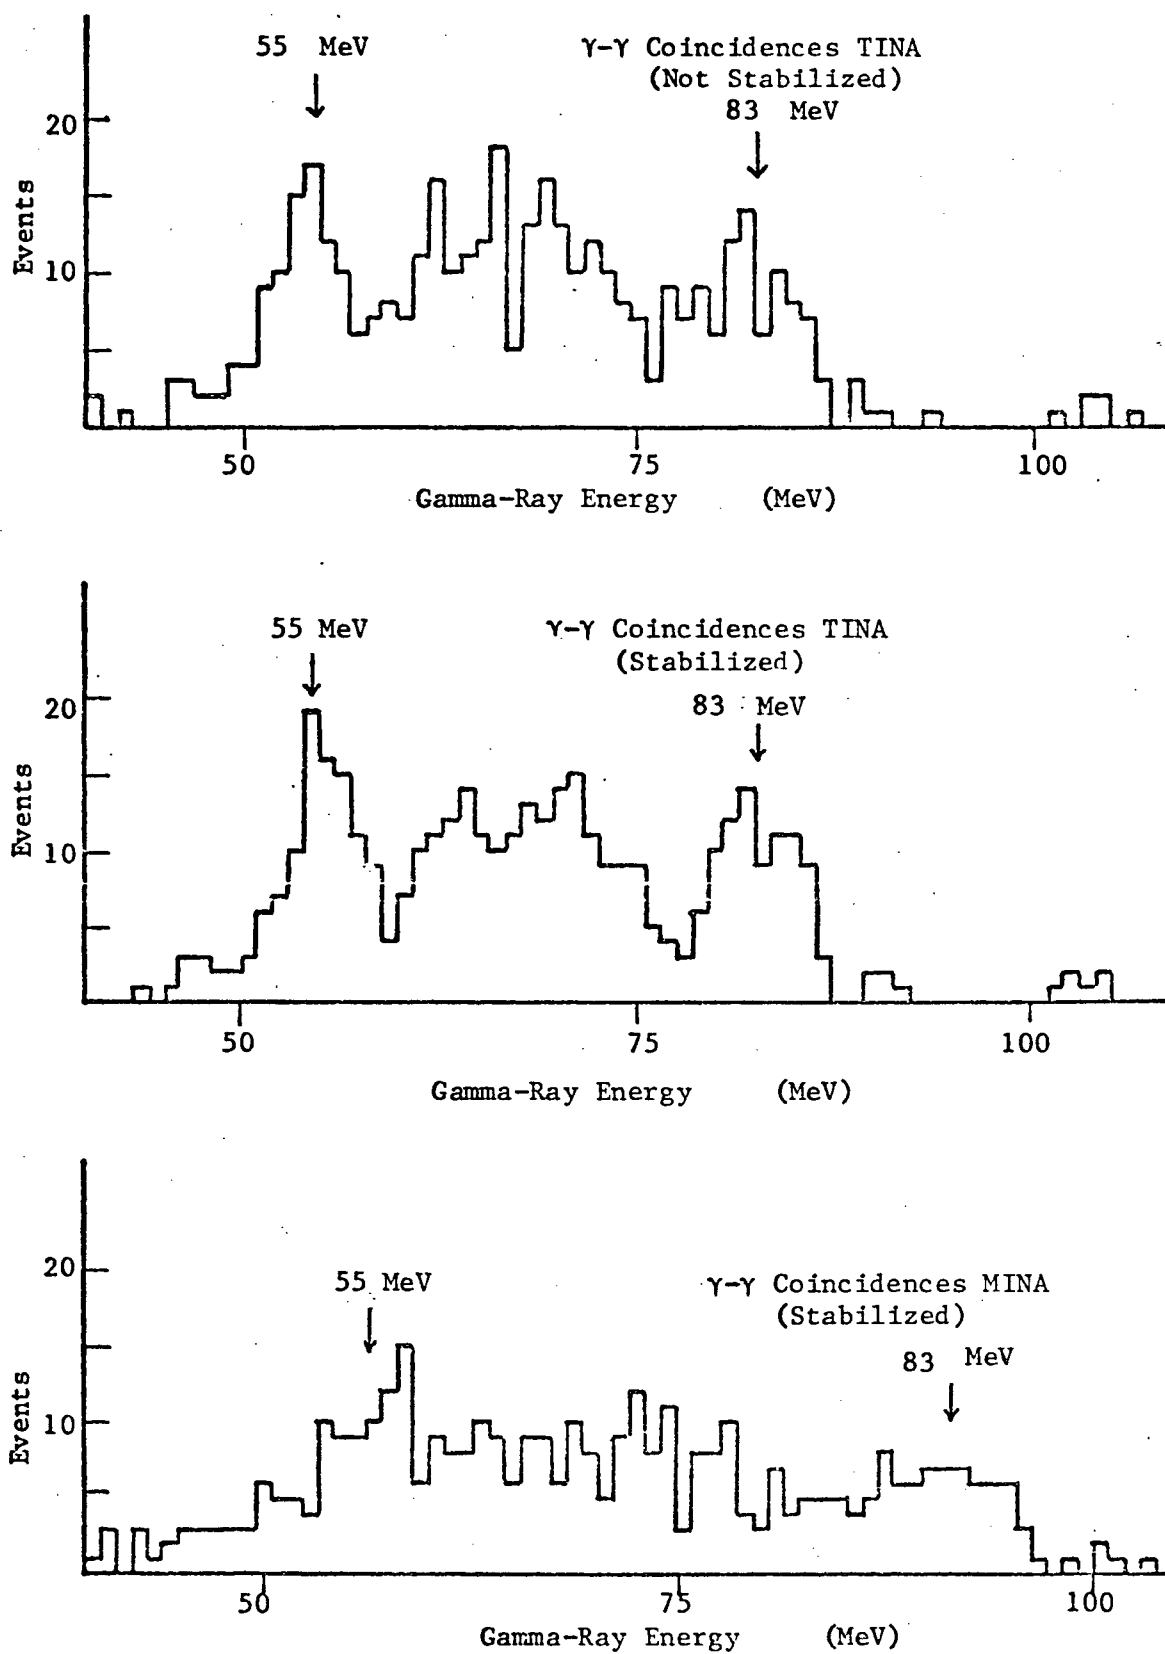 55 MeV
γ-γ Coincidences TINA
(Not Stabilized)
83 MeV
20
10
Events
50 75 100
Gamma-Ray Energy (MeV)
55 MeV
γ-γ Coincidences TINA
(Stabilized)
83 MeV
20
10
Events
50 75 100
Gamma-Ray Energy (MeV)
55 MeV
γ-γ Coincidences MINA
(Stabilized)
83 MeV
20
10
Events
50 75 100
Gamma-Ray Energy (MeV)